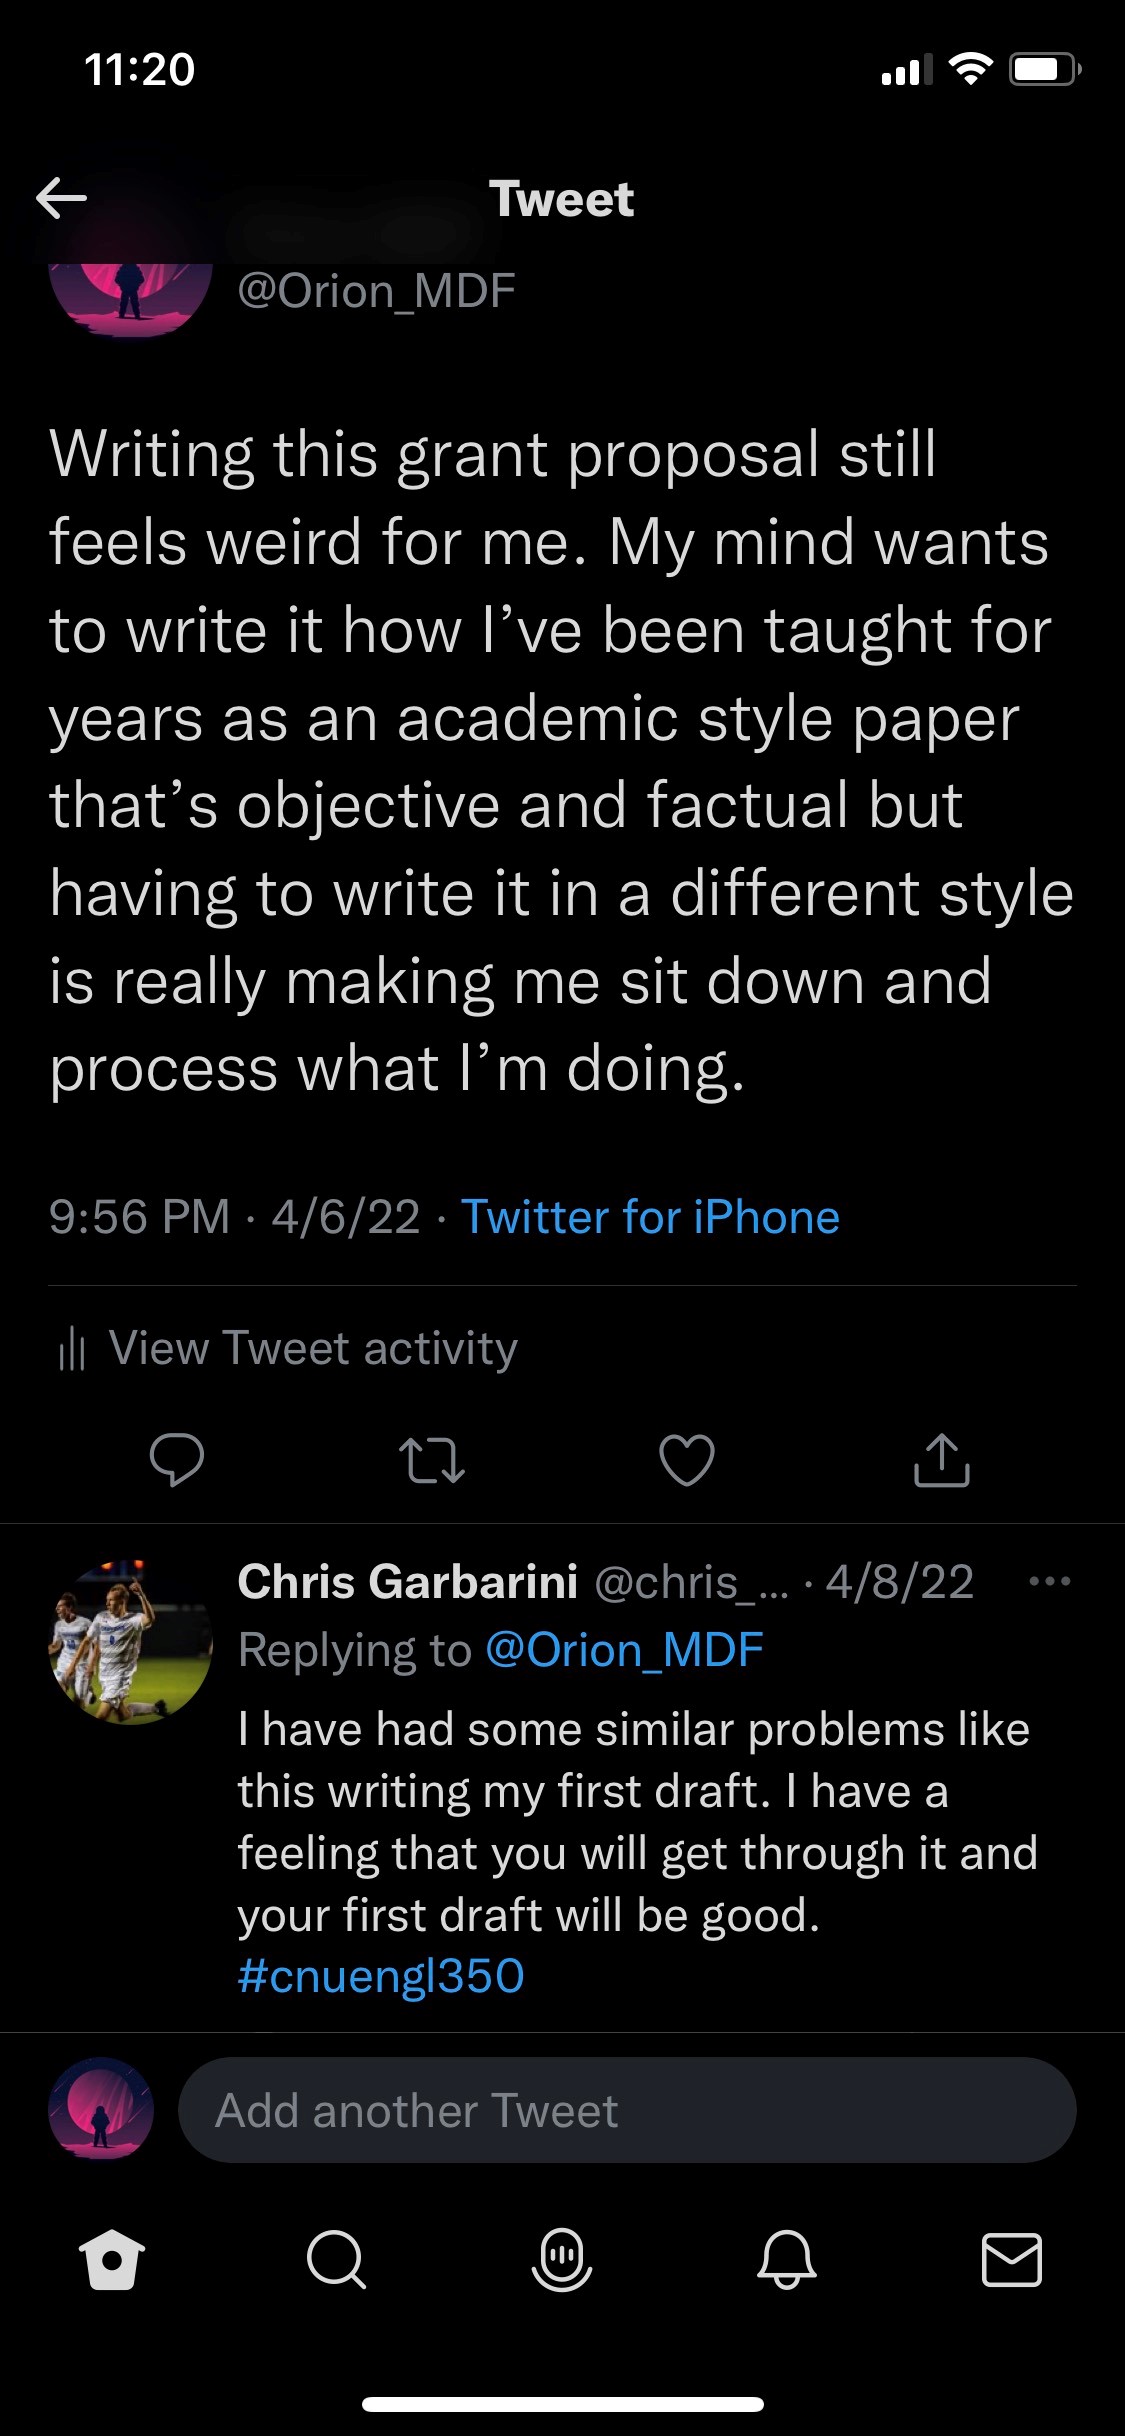 11:20
Tweet
@Orion_MDF
Writing this grant proposal still
feels weird for me. My mind wants
to write it how I’ve been taught for
years as an academic style paper
that’s objective and factual but
having to write it in a different style
is really making me sit down and
process what I’m doing.
9:56 PM · 4/6/22 · Twitter for iPhone
View Tweet activity
Chris Garbarini @chris_... · 4/8/22
Replying to @Orion_MDF
I have had some similar problems like
this writing my first draft. I have a
feeling that you will get through it and
your first draft will be good.
#cnuengl350
Add another Tweet